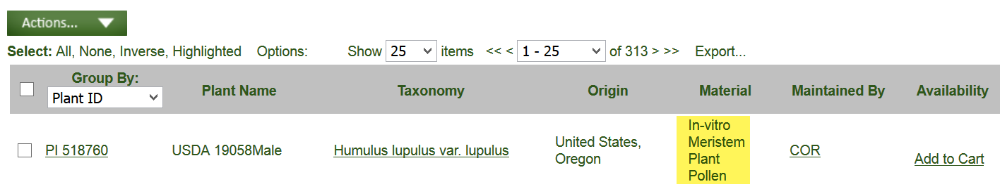 Actions...
Select: All, None, Inverse, Highlighted Options: Show 25 items << < 1 - 25 of 313 > >> Export...
Group By:
Plant ID
Plant Name
Taxonomy
Origin
Material
Maintained By
Availability
PI 518760
USDA 19058Male
Humulus lupulus var. lupulus
United States,
Oregon
In-vitro
Meristem
Plant
Pollen
COR
Add to Cart